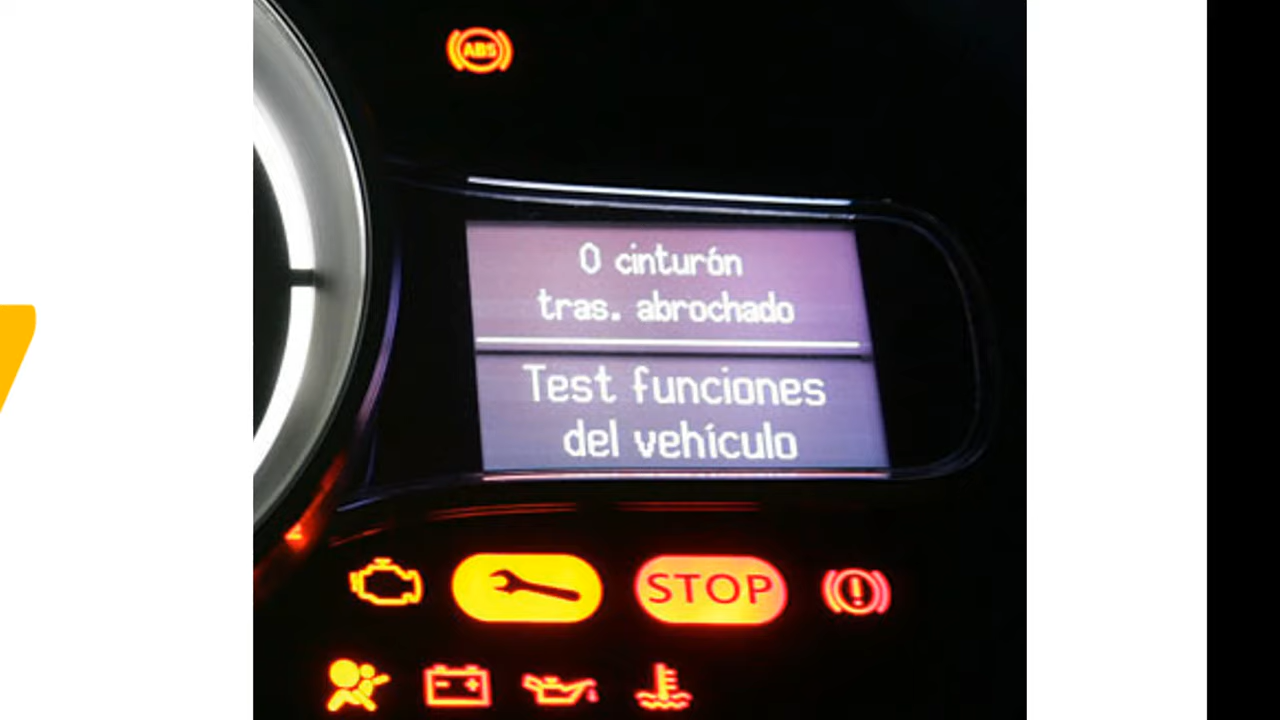 ABS
0 cinturón
tras. abrochado
Test funciones
del vehículo
STOP